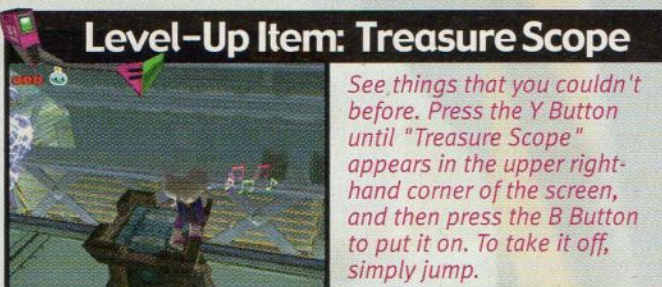 Level-Up Item: Treasure Scope
See things that you couldn't
before. Press the Y Button
until "Treasure Scope"
appears in the upper right-
hand corner of the screen,
and then press the B Button
to put it on. To take it off,
simply jump.